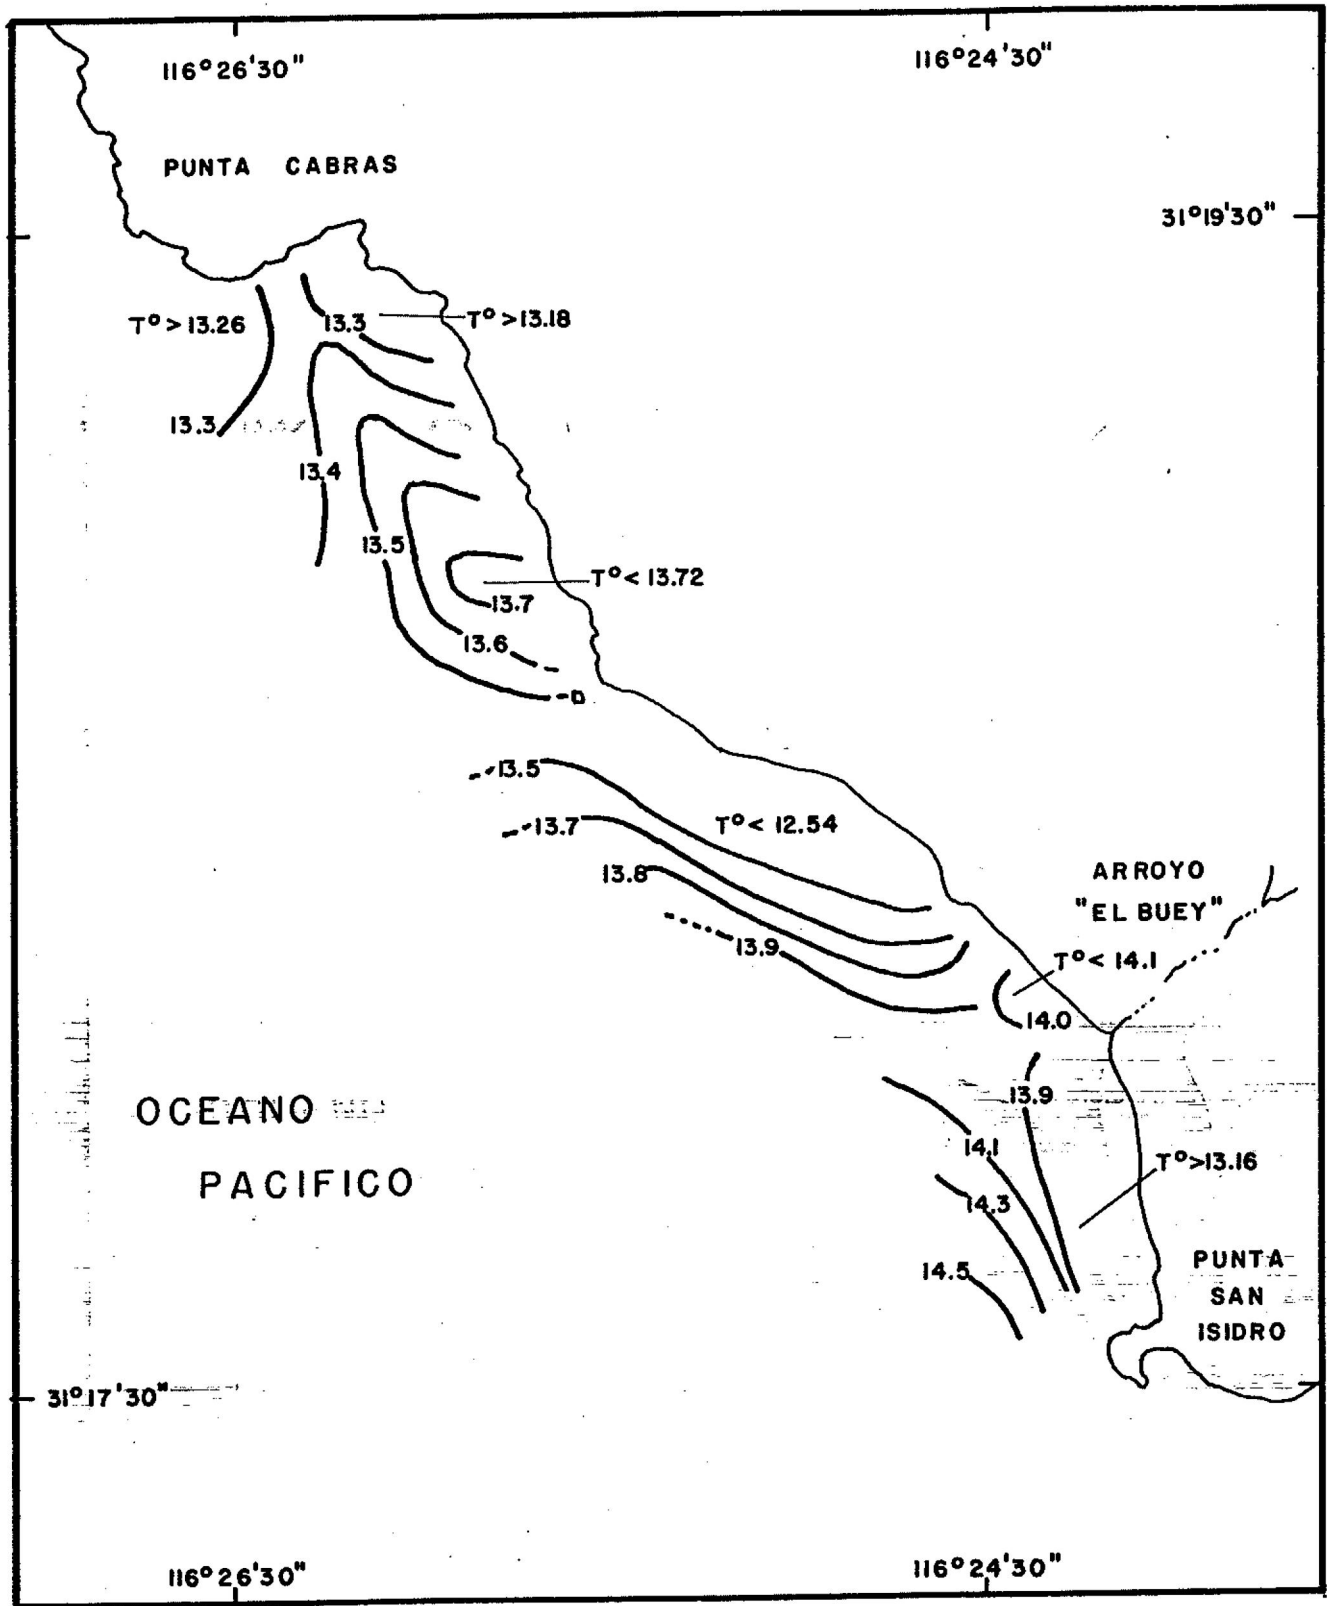 116°26'30"
116°24'30"
PUNTA CABRAS
31°19'30"
T°>13.26
13.3
T°>13.18
13.3
13.4
13.5
T°<13.72
13.7
13.6
13.5
13.7
T°<12.54
13.8
13.9
ARROYO
"EL BUEY"
T°<14.1
14.0
13.9
OCEANO
PACIFICO
14.1
T°>13.16
14.3
14.5
PUNTA
SAN
ISIDRO
31°17'30"
116°26'30"
116°24'30"